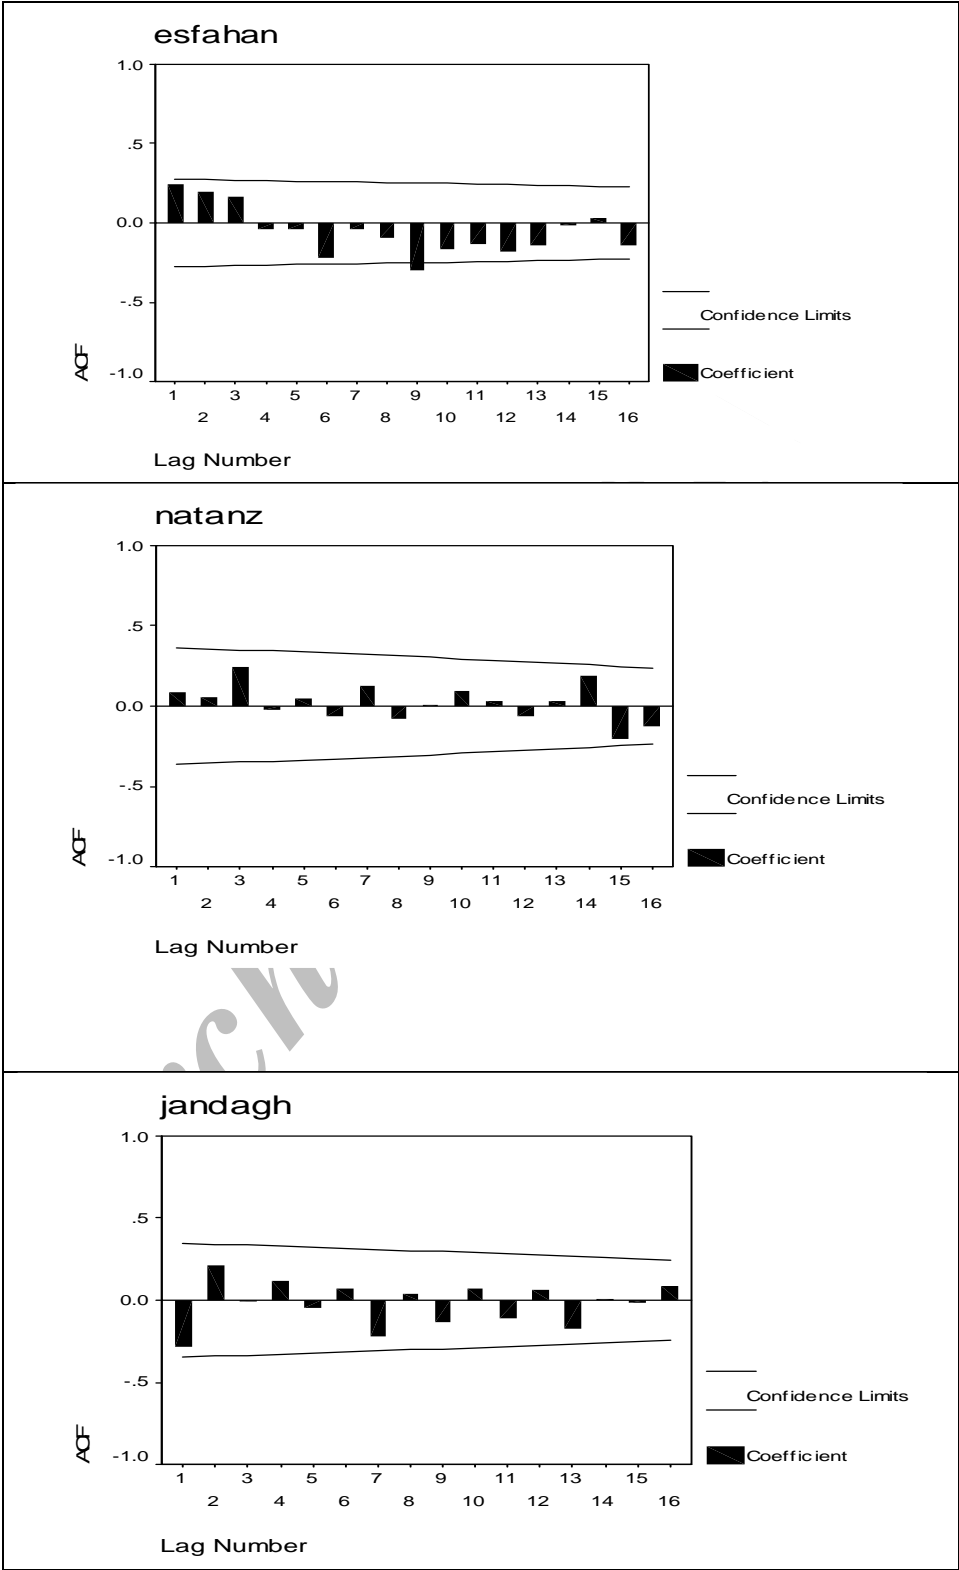 esfahan
1.0
.5
0.0
-.5
-1.0
ACF
1 3 5 7 9 11 13 15
2 4 6 8 10 12 14 16
Lag Number
Confidence Limits
Coefficient
natanz
1.0
.5
0.0
-.5
-1.0
ACF
1 3 5 7 9 11 13 15
2 4 6 8 10 12 14 16
Lag Number
Confidence Limits
Coefficient
jandagh
1.0
.5
0.0
-.5
-1.0
ACF
1 3 5 7 9 11 13 15
2 4 6 8 10 12 14 16
Lag Number
Confidence Limits
Coefficient